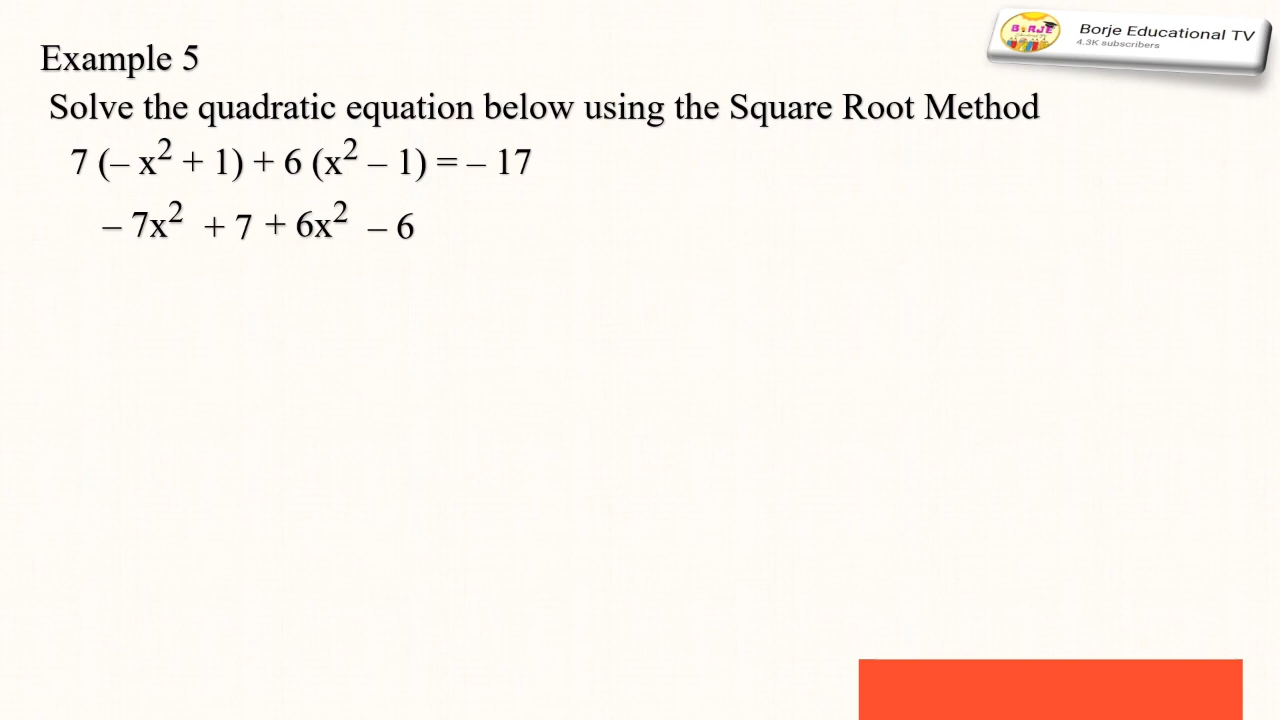 Example 5
Solve the quadratic equation below using the Square Root Method
7 (– x² + 1) + 6 (x² – 1) = – 17
– 7x² + 7 + 6x² – 6
BORJE
Borje Educational TV
4.3K subscribers